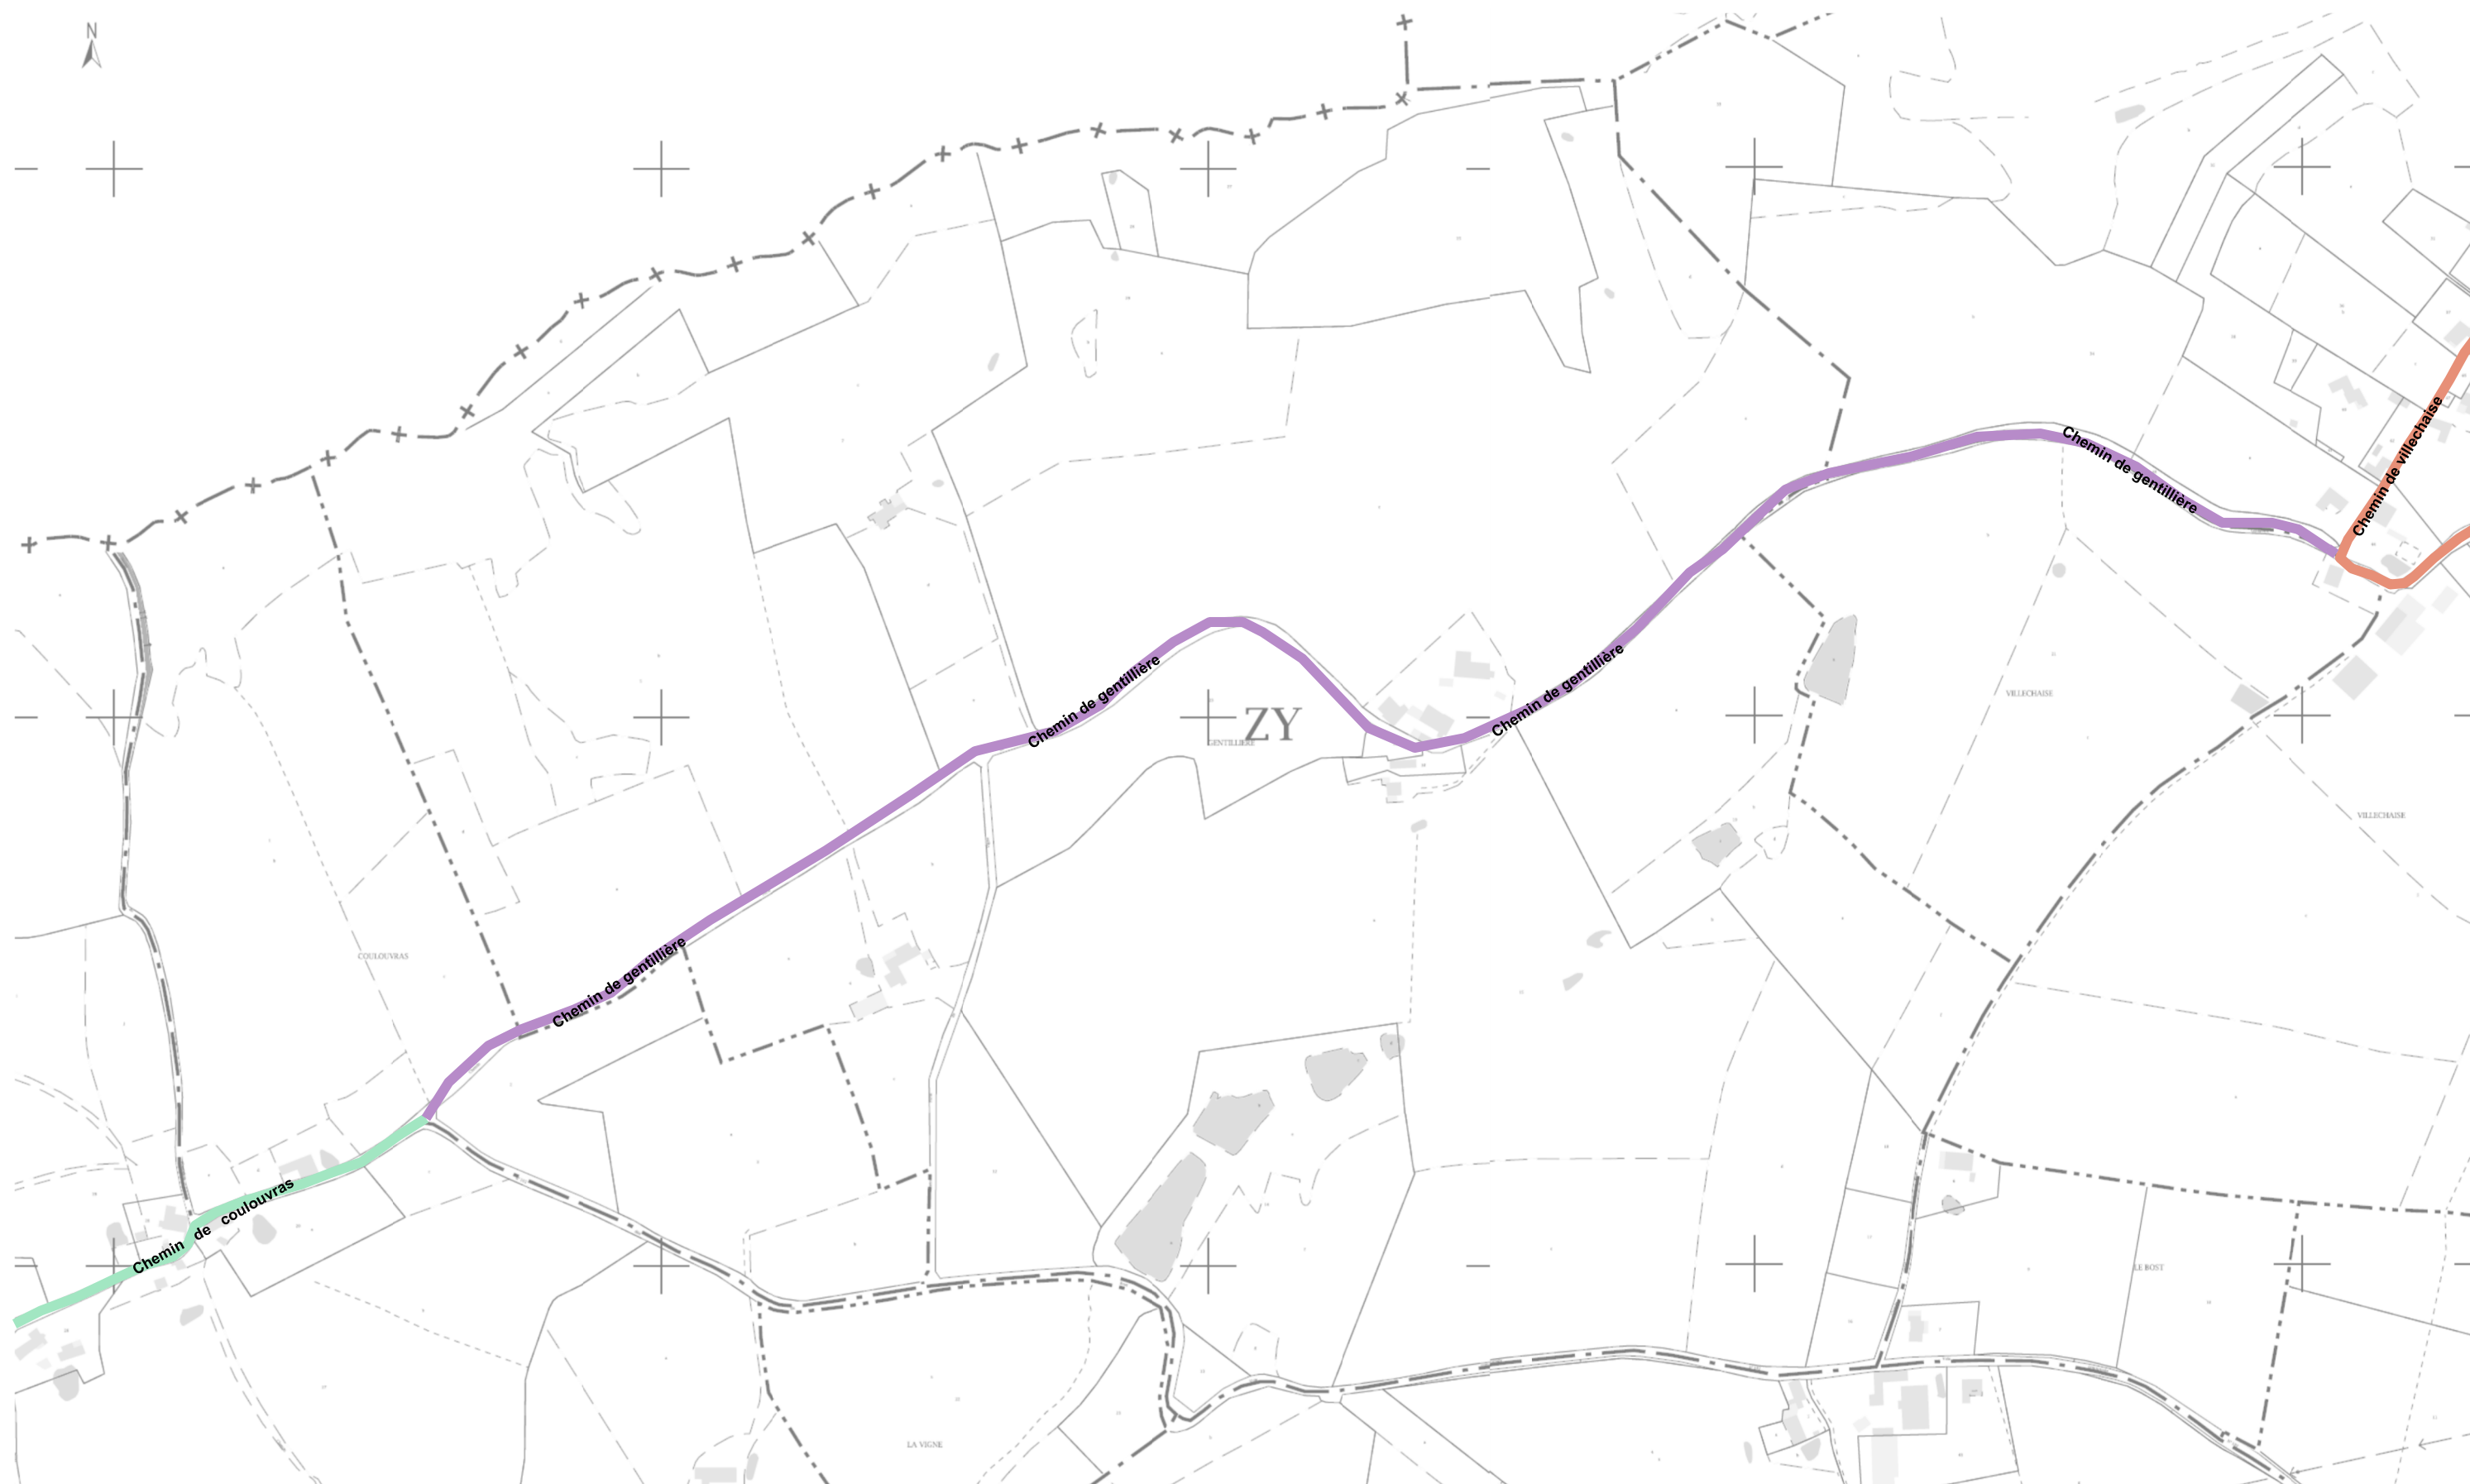 N
Chemin de villechaise
Chemin de gentillière
Chemin de gentillière
Chemin de gentillière
VILLECHAISE
ZY
GENTILLIERE
VILLECHAISE
Chemin de gentillière
COULOUVRAS
Chemin de coulouvras
LE BOST
LA VIGNE